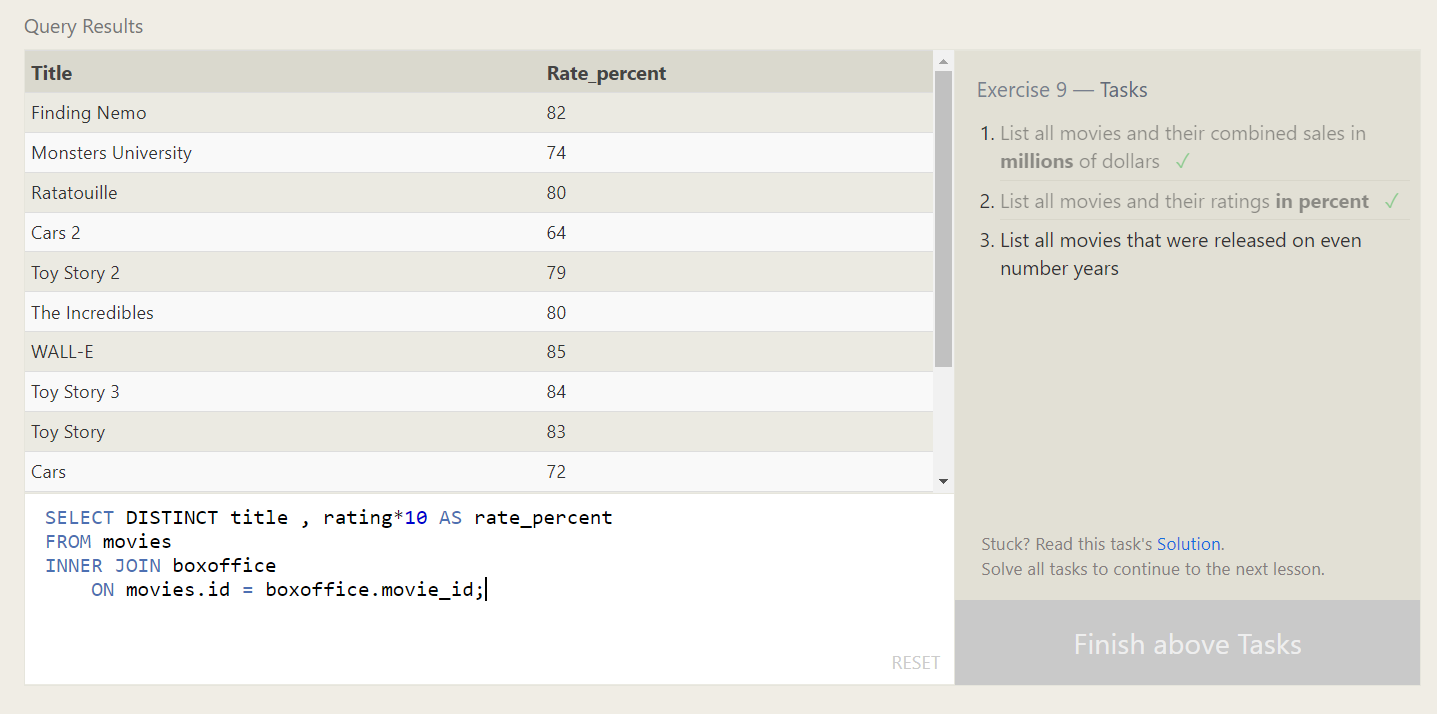 Query Results
Title Rate_percent
Finding Nemo 82
Monsters University 74
Ratatouille 80
Cars 2 64
Toy Story 2 79
The Incredibles 80
WALL-E 85
Toy Story 3 84
Toy Story 83
Cars 72
SELECT DISTINCT title , rating*10 AS rate_percent
FROM movies
INNER JOIN boxoffice
    ON movies.id = boxoffice.movie_id;
RESET
Exercise 9 — Tasks
1. List all movies and their combined sales in
millions of dollars ✓
2. List all movies and their ratings in percent ✓
3. List all movies that were released on even
number years
Stuck? Read this task's Solution.
Solve all tasks to continue to the next lesson.
Finish above Tasks